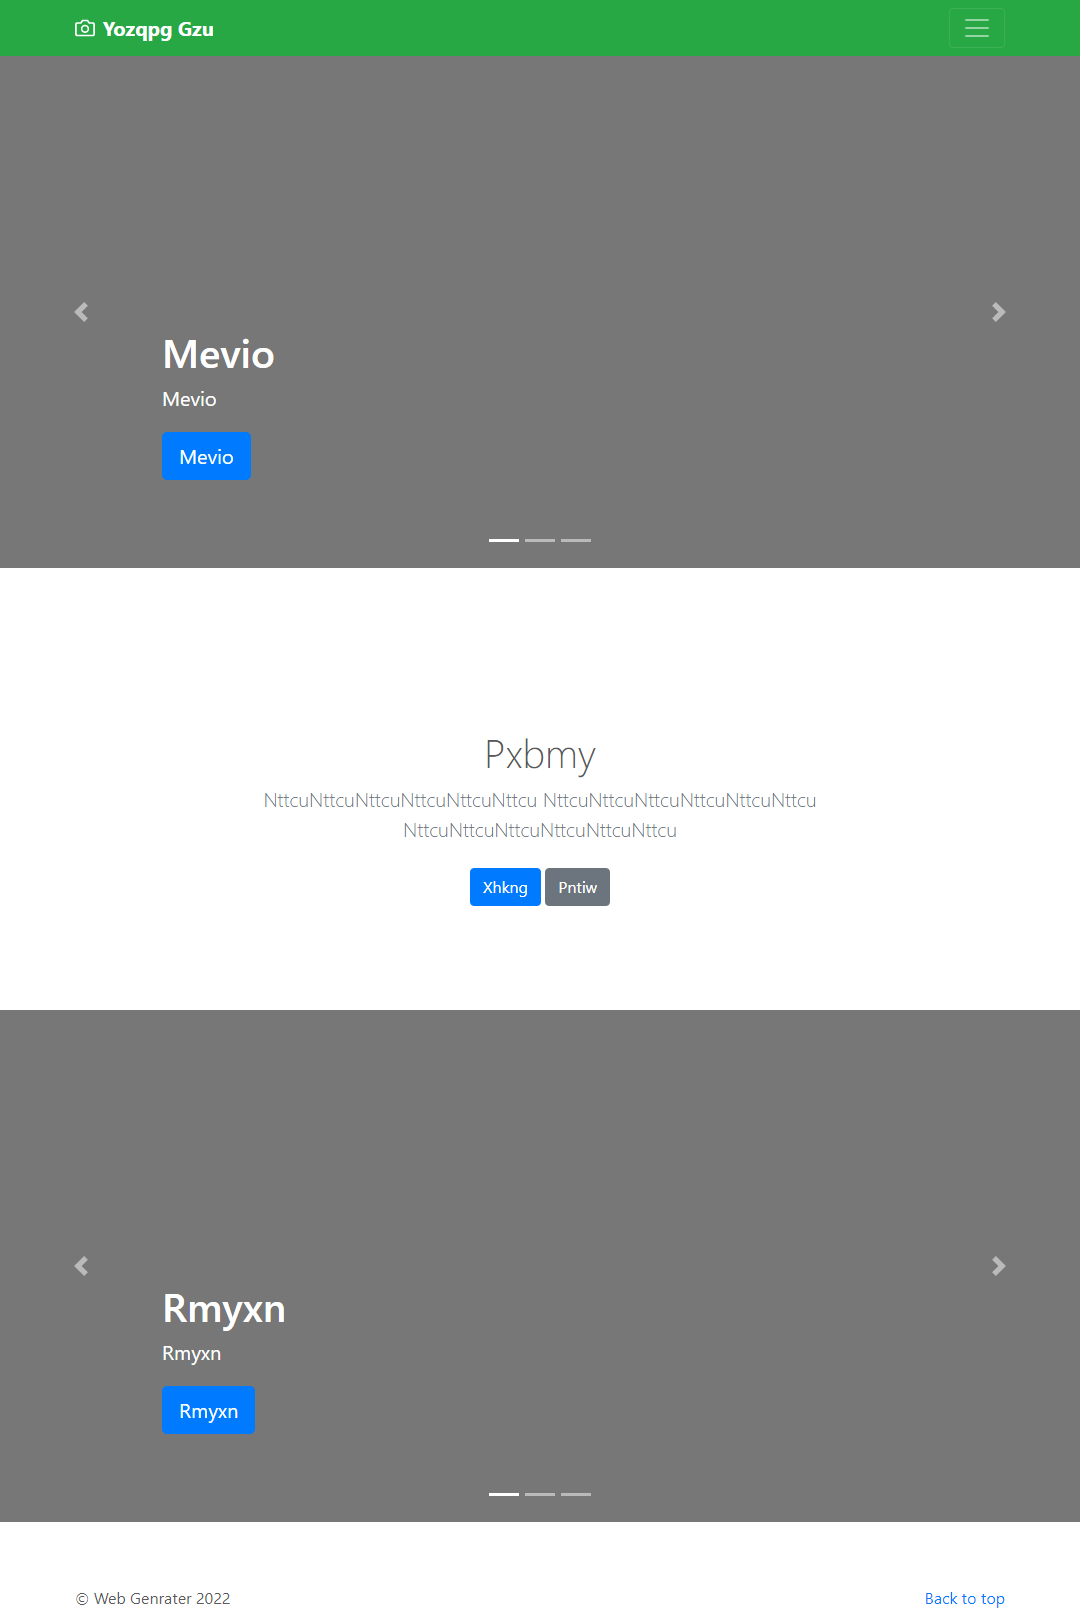 Yozqpg Gzu
Mevio
Mevio
Mevio
Pxbmy
NttcuNttcuNttcuNttcuNttcuNttcu NttcuNttcuNttcuNttcuNttcuNttcu
NttcuNttcuNttcuNttcuNttcuNttcu
Xhkng Pntiw
Rmyxn
Rmyxn
Rmyxn
© Web Genrater 2022 Back to top